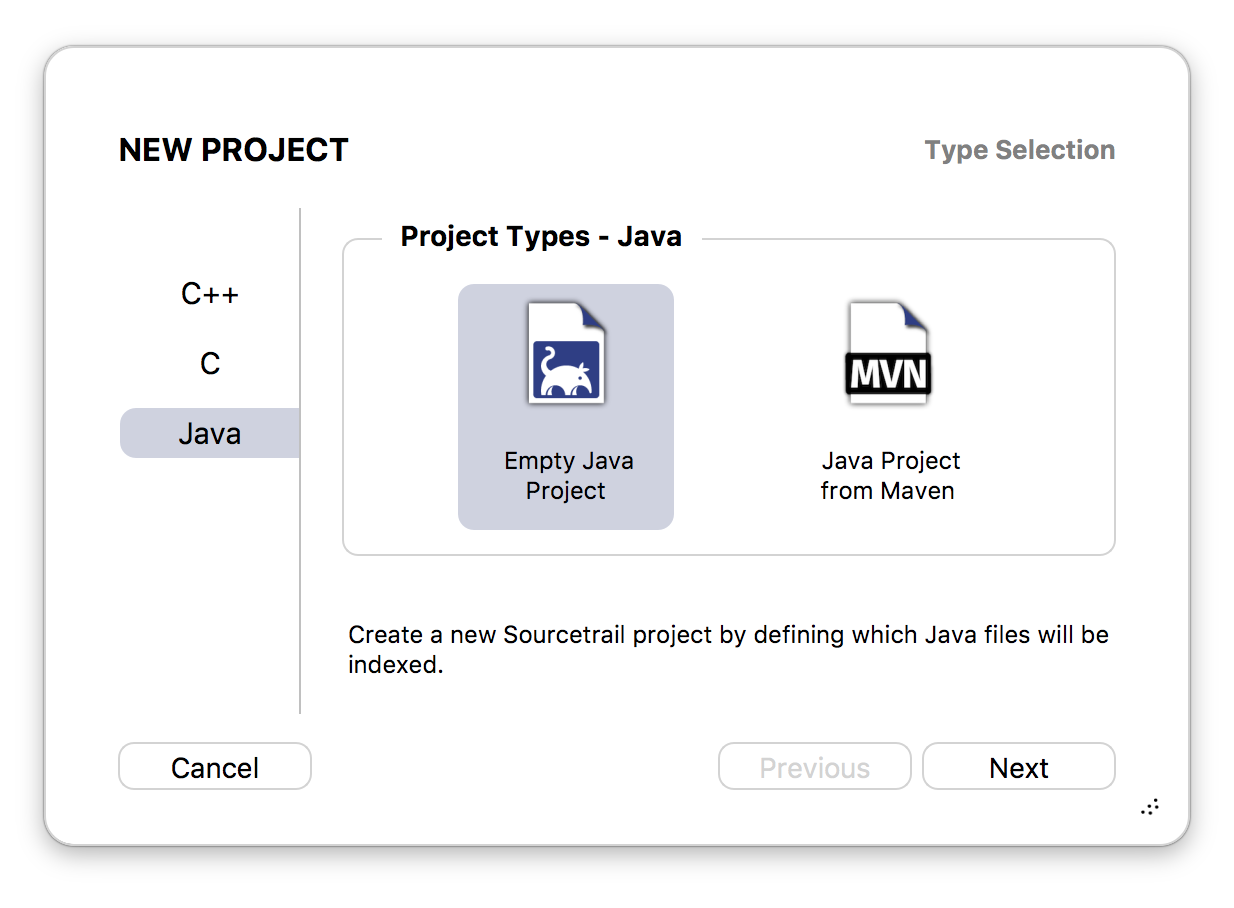 NEW PROJECT
Type Selection
C++
C
Java
Project Types - Java
Empty Java
Project
MVN
Java Project
from Maven
Create a new Sourcetrail project by defining which Java files will be
indexed.
Cancel
Previous
Next